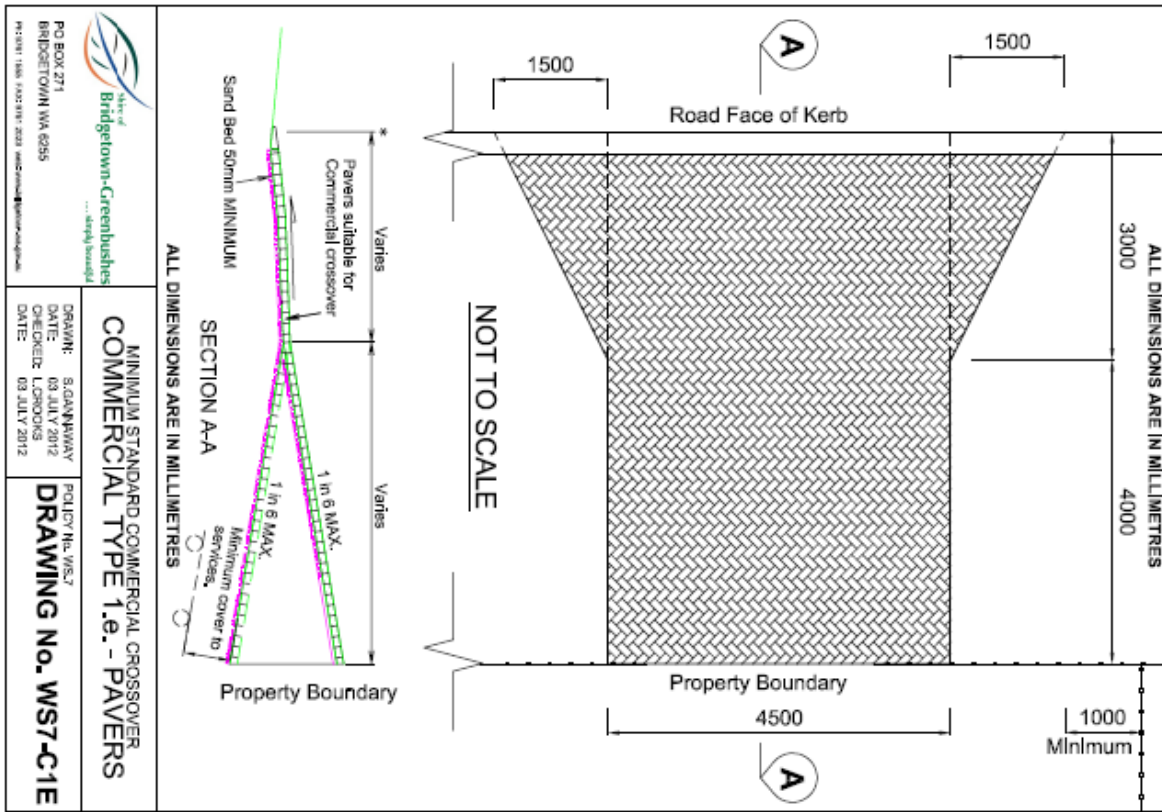 1500
A
1500
Road Face of Kerb
3000
4000
ALL DIMENSIONS ARE IN MILLIMETRES
NOT TO SCALE
Property Boundary
4500
1000
Minimum
A
*
Varies
Varies
Pavers suitable for
Commercial crossover
Sand Bed 50mm MINIMUM
1 in 6 MAX.
1 in 6 MAX.
Minimum cover to
services.
Property Boundary
SECTION A-A
ALL DIMENSIONS ARE IN MILLIMETRES
Shire of
Bridgetown-Greenbushes
.... simply beautiful
PO BOX 271
BRIDGETOWN WA 6255
MINIMUM STANDARD COMMERCIAL CROSSOVER
COMMERCIAL TYPE 1.e. - PAVERS
DRAWN: S.GANNAWAY
DATE: 03 JULY 2012
CHECKED: L.CROOKS
DATE: 03 JULY 2012
POLICY No. WS.7
DRAWING No. WS7-C1E